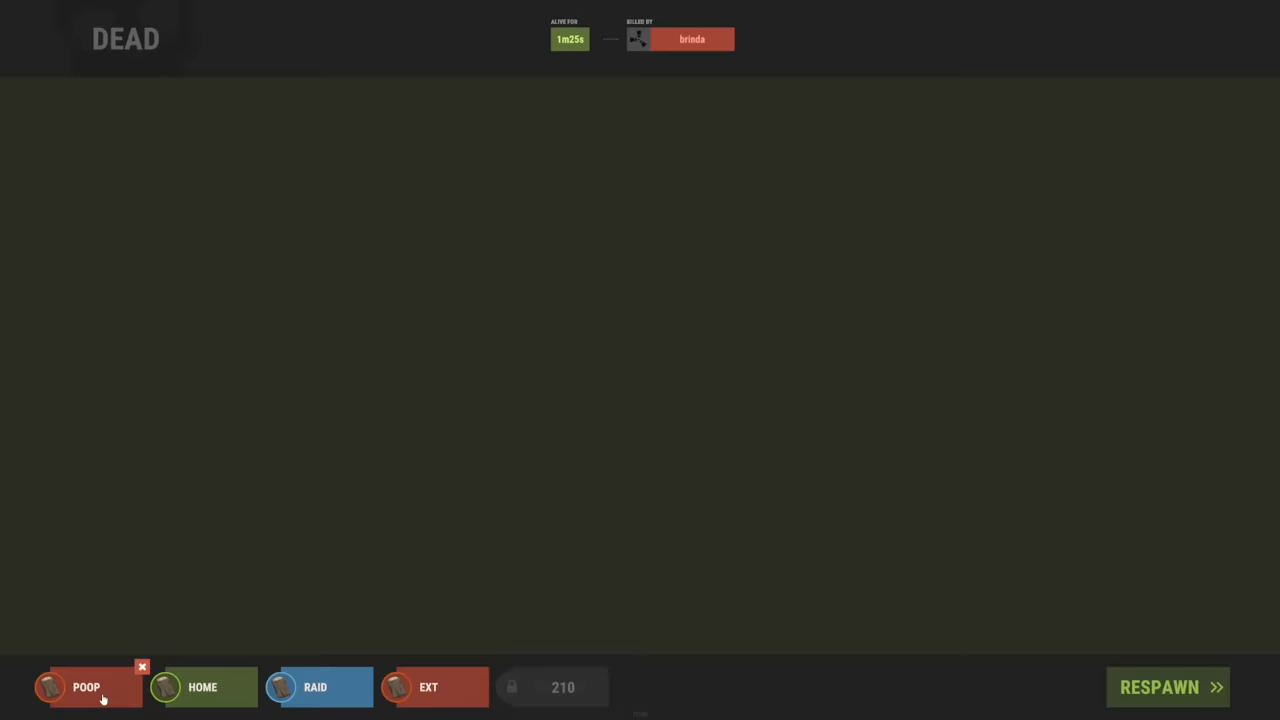 DEAD
ALIVE FOR
1m25s
KILLED BY
brinda
POOP
HOME
RAID
EXT
210
RESPAWN